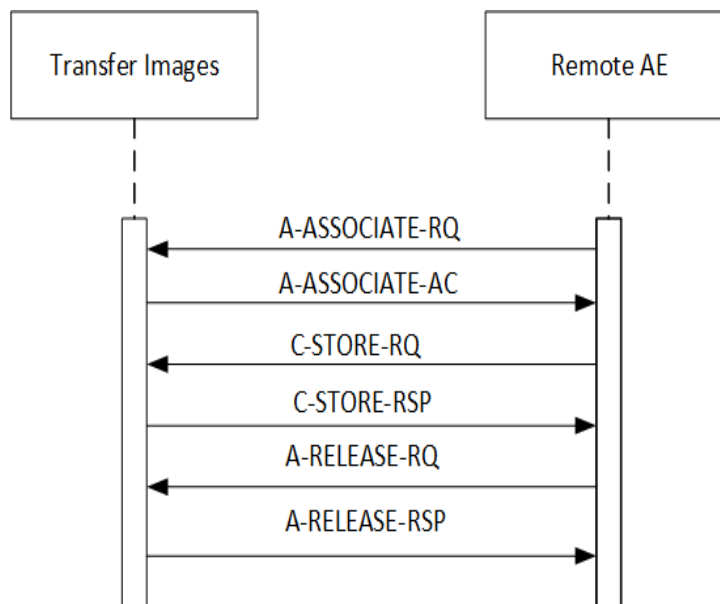 Transfer Images
Remote AE
A-ASSOCIATE-RQ
A-ASSOCIATE-AC
C-STORE-RQ
C-STORE-RSP
A-RELEASE-RQ
A-RELEASE-RSP